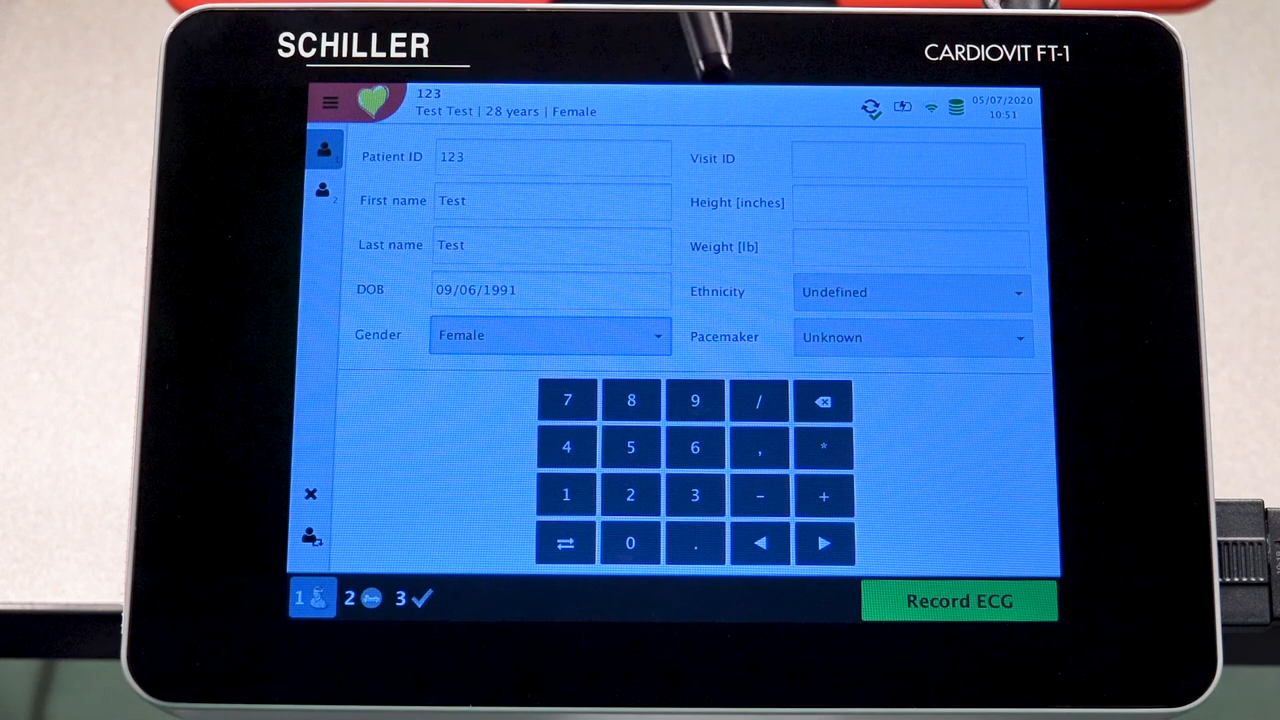 SCHILLER
CARDIOVIT FT-1
123
Test Test | 28 years | Female
05/07/2020
10:51
1
2
Patient ID 123
Visit ID
First name Test
Height [inches]
Last name Test
Weight [lb]
DOB 09/06/1991
Ethnicity Undefined
Gender Female
Pacemaker Unknown
7 8 9 /
4 5 6 , *
1 2 3 - +
0 .
1 2 3
Record ECG